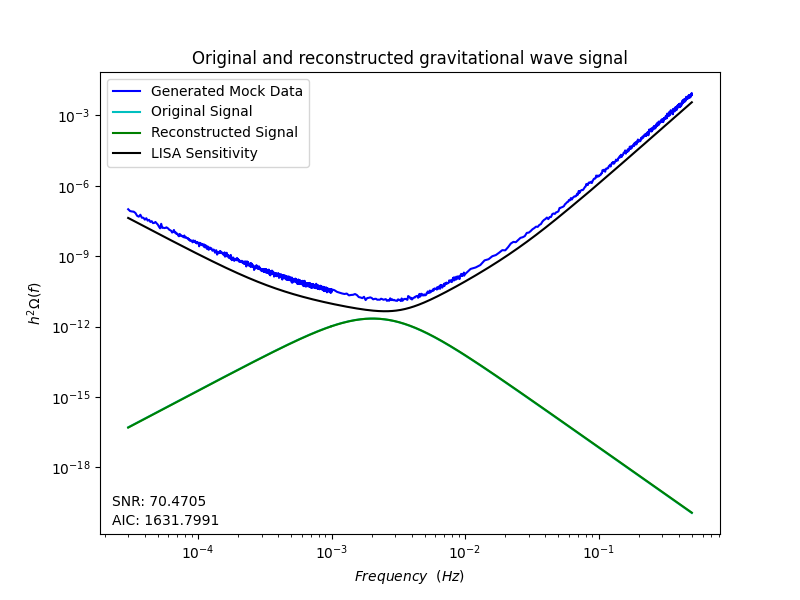 Original and reconstructed gravitational wave signal
Generated Mock Data
Original Signal
Reconstructed Signal
LISA Sensitivity
10⁻³
10⁻⁶
10⁻⁹
10⁻¹²
10⁻¹⁵
10⁻¹⁸
h²Ω(f)
SNR: 70.4705
AIC: 1631.7991
10⁻⁴ 10⁻³ 10⁻² 10⁻¹
Frequency (Hz)